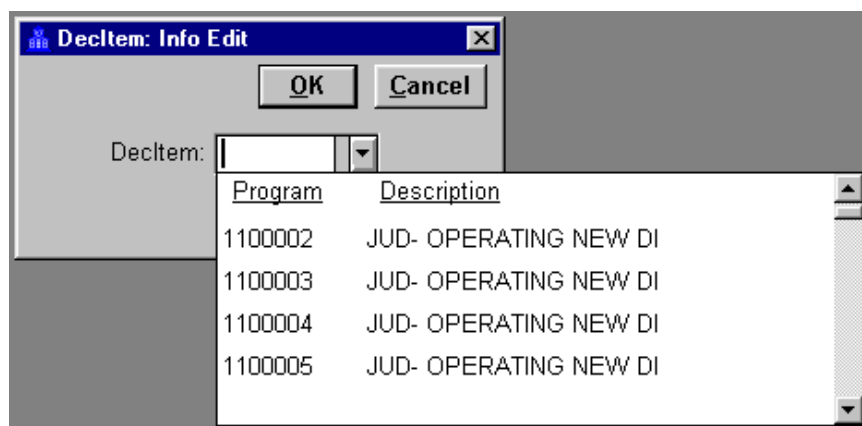 DecItem: Info Edit
OK Cancel
DecItem:
Program Description
1100002 JUD- OPERATING NEW DI
1100003 JUD- OPERATING NEW DI
1100004 JUD- OPERATING NEW DI
1100005 JUD- OPERATING NEW DI